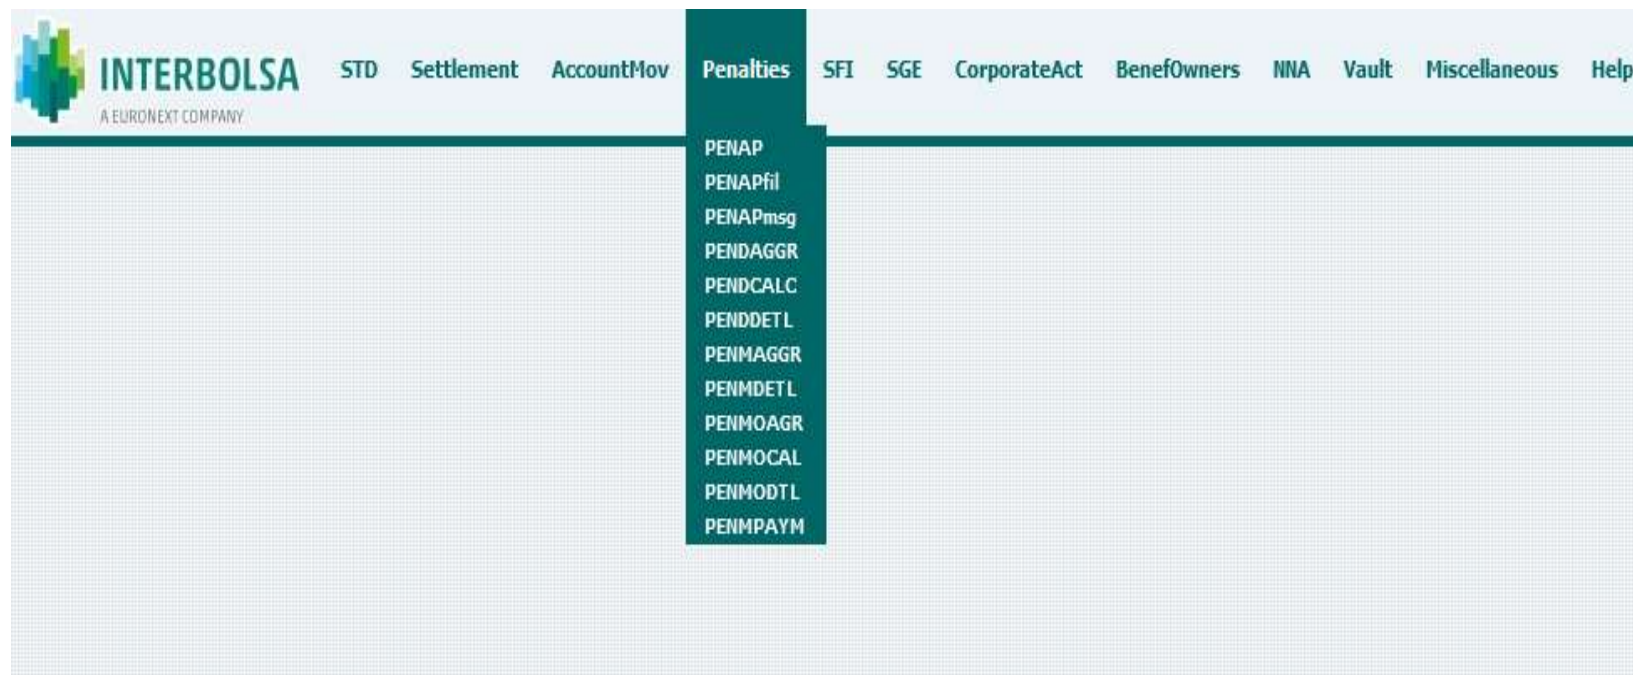 INTERBOLSA
A EURONEXT COMPANY
STD Settlement AccountMov Penalties SFI SGE CorporateAct BenefOwners NNA Vault Miscellaneous Help
PENAP
PENAPfil
PENAPmsg
PENDAGGR
PENDCALC
PENDDETL
PENMAGGR
PENMDETL
PENMOAGR
PENMOCAL
PENMODTL
PENMPAYM